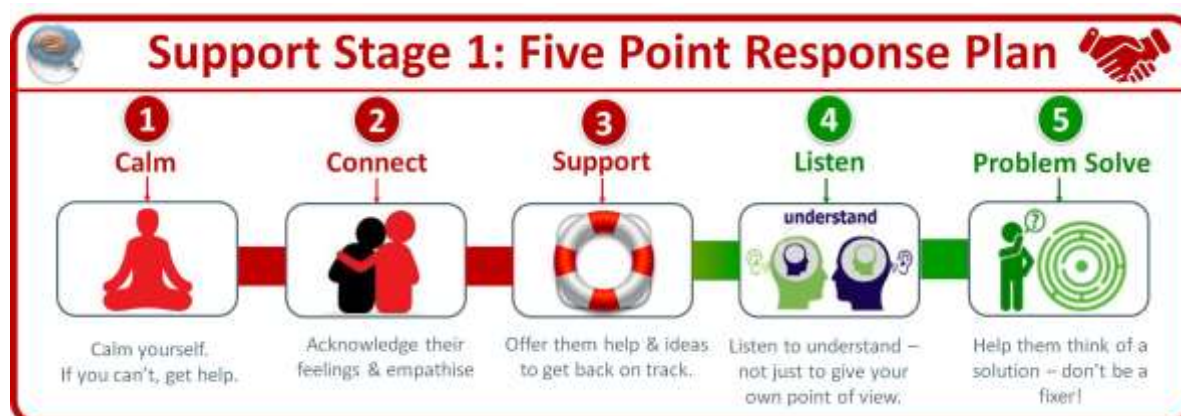 Support Stage 1: Five Point Response Plan
1
Calm
Calm yourself.
If you can't, get help.
2
Connect
Acknowledge their
feelings & empathise
3
Support
Offer them help & ideas
to get back on track.
4
Listen
understand
Listen to understand –
not just to give your
own point of view.
5
Problem Solve
?
Help them think of a
solution – don't be a
fixer!